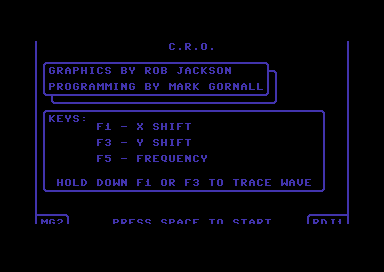 C.R.O.
GRAPHICS BY ROB JACKSON
PROGRAMMING BY MARK GORNALL
KEYS:
F1 - X SHIFT
F3 - Y SHIFT
F5 - FREQUENCY
HOLD DOWN F1 OR F3 TO TRACE WAVE
MG2 PRESS SPACE TO START